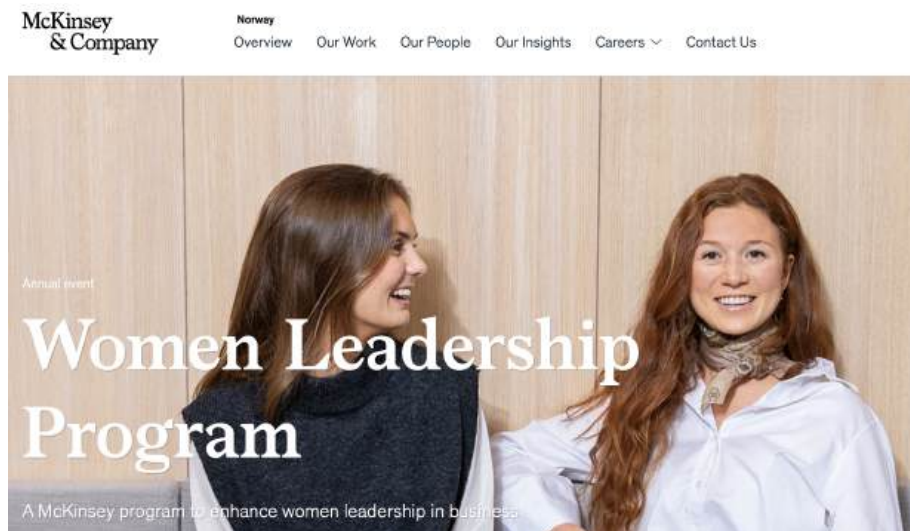 McKinsey
& Company
Norway
Overview Our Work Our People Our Insights Careers Contact Us
Annual event
Women Leadership
Program
A McKinsey program to enhance women leadership in business